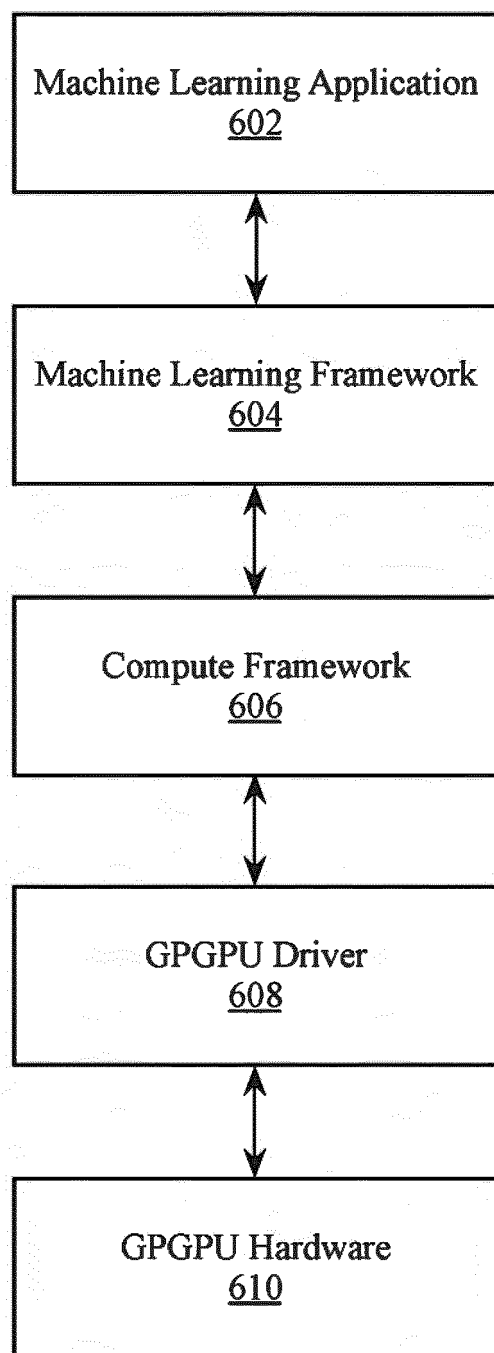 Machine Learning Application
602
Machine Learning Framework
604
Compute Framework
606
GPGPU Driver
608
GPGPU Hardware
610